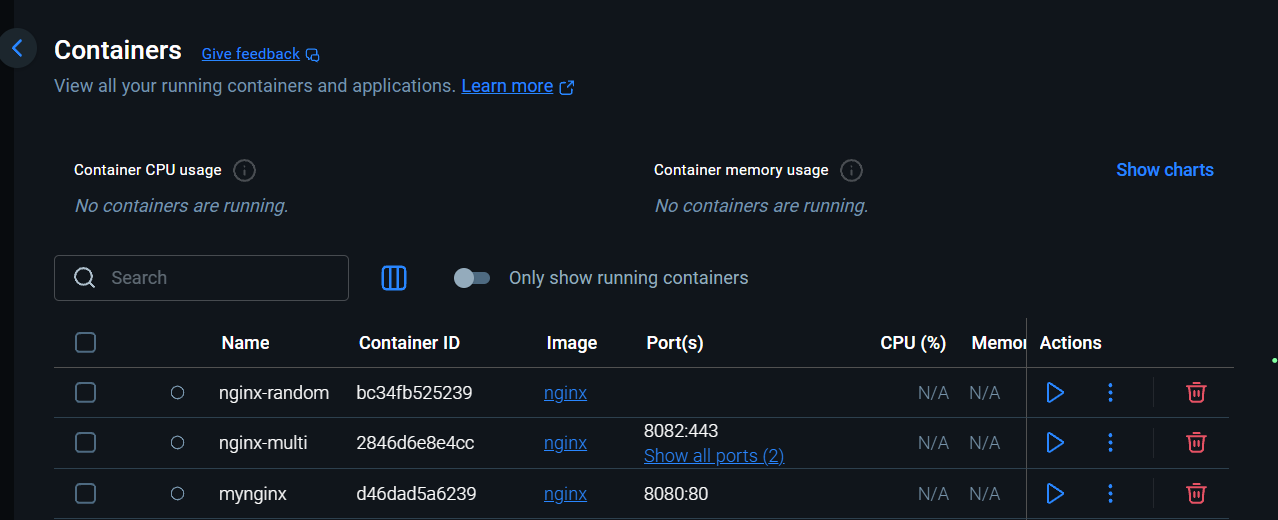 Containers Give feedback
View all your running containers and applications. Learn more
Container CPU usage Container memory usage Show charts
No containers are running. No containers are running.
Search Only show running containers
Name Container ID Image Port(s) CPU (%) Memor Actions
nginx-random bc34fb525239 nginx N/A N/A
nginx-multi 2846d6e8e4cc nginx 8082:443 N/A N/A
Show all ports (2)
mynginx d46dad5a6239 nginx 8080:80 N/A N/A